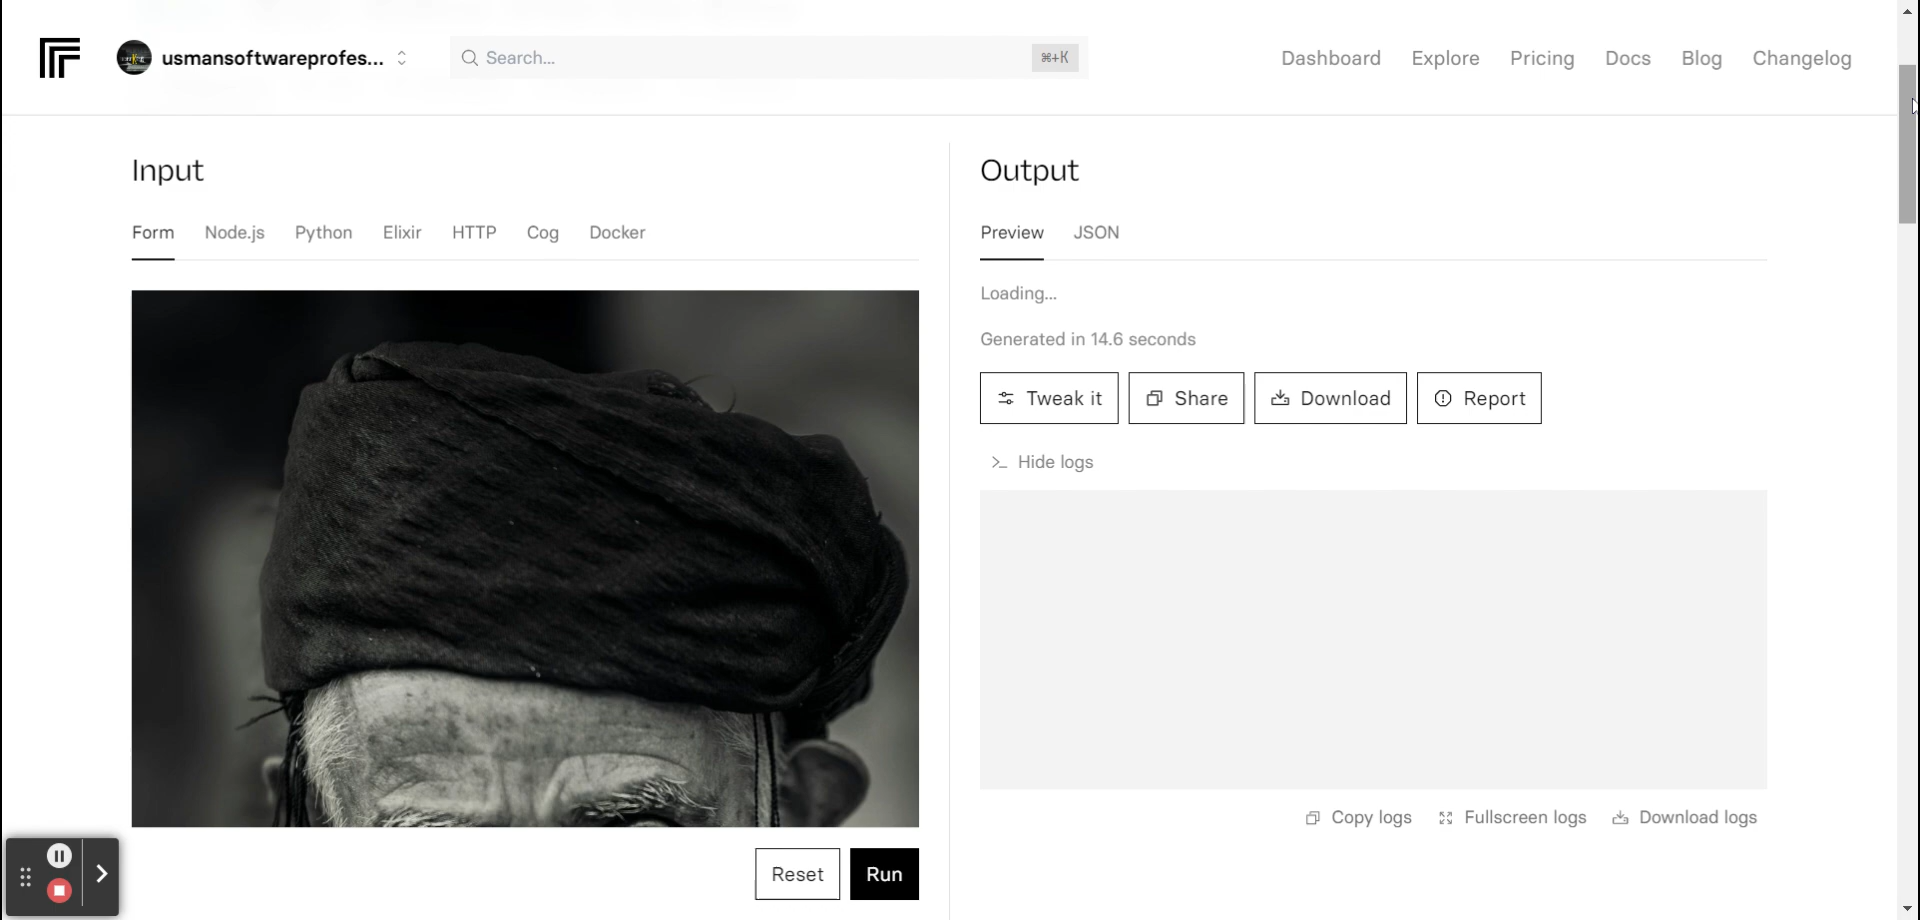 usmansoftwareprofes...
Search...
⌘+K
Dashboard
Explore
Pricing
Docs
Blog
Changelog
Input
Form
Node.js
Python
Elixir
HTTP
Cog
Docker
Reset
Run
Output
Preview
JSON
Loading...
Generated in 14.6 seconds
Tweak it
Share
Download
Report
>_ Hide logs
Copy logs
Fullscreen logs
Download logs